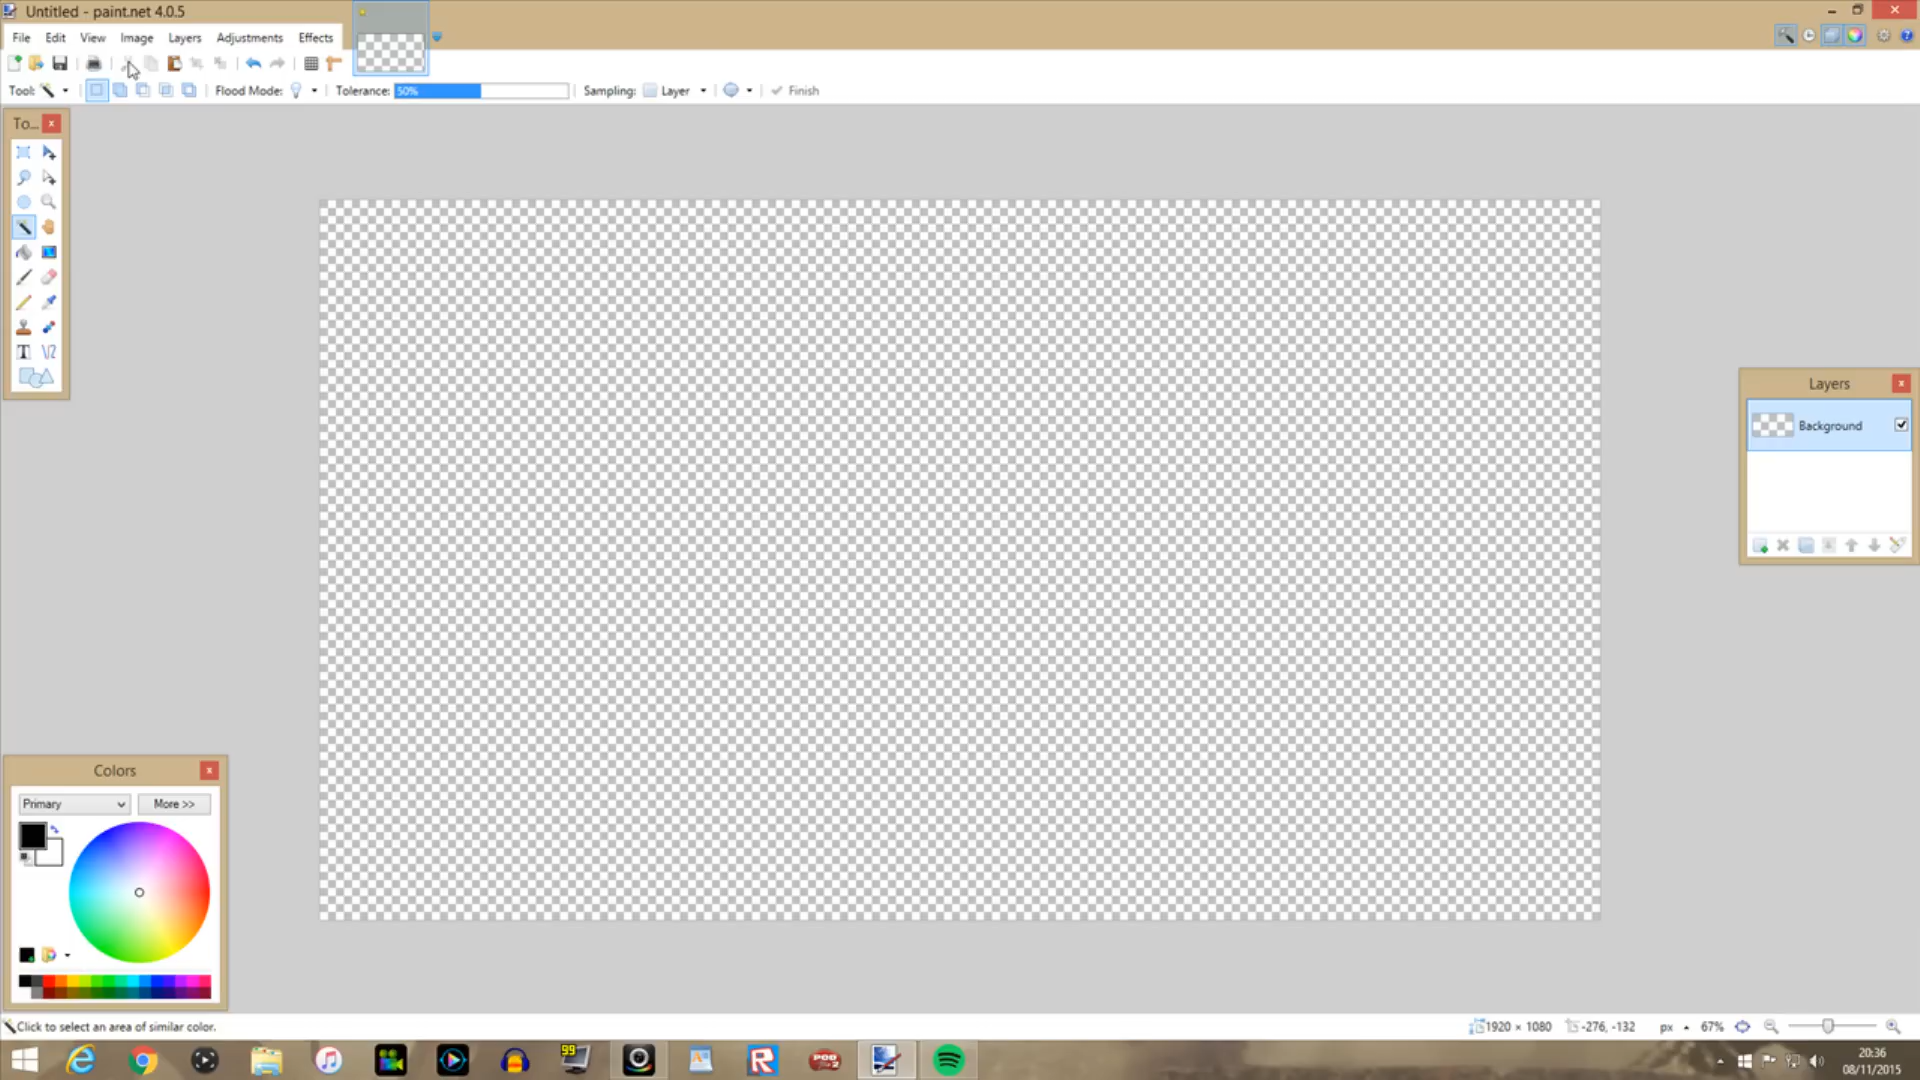 Untitled - paint.net 4.0.5
File Edit View Image Layers Adjustments Effects
Tool: Flood Mode: Tolerance: 50% Sampling: Layer Finish
To...
Layers
Background
Colors
Primary More >>
Click to select an area of similar color.
1920 × 1080 -276, -132 px 67%
99
POD
20:36
08/11/2015